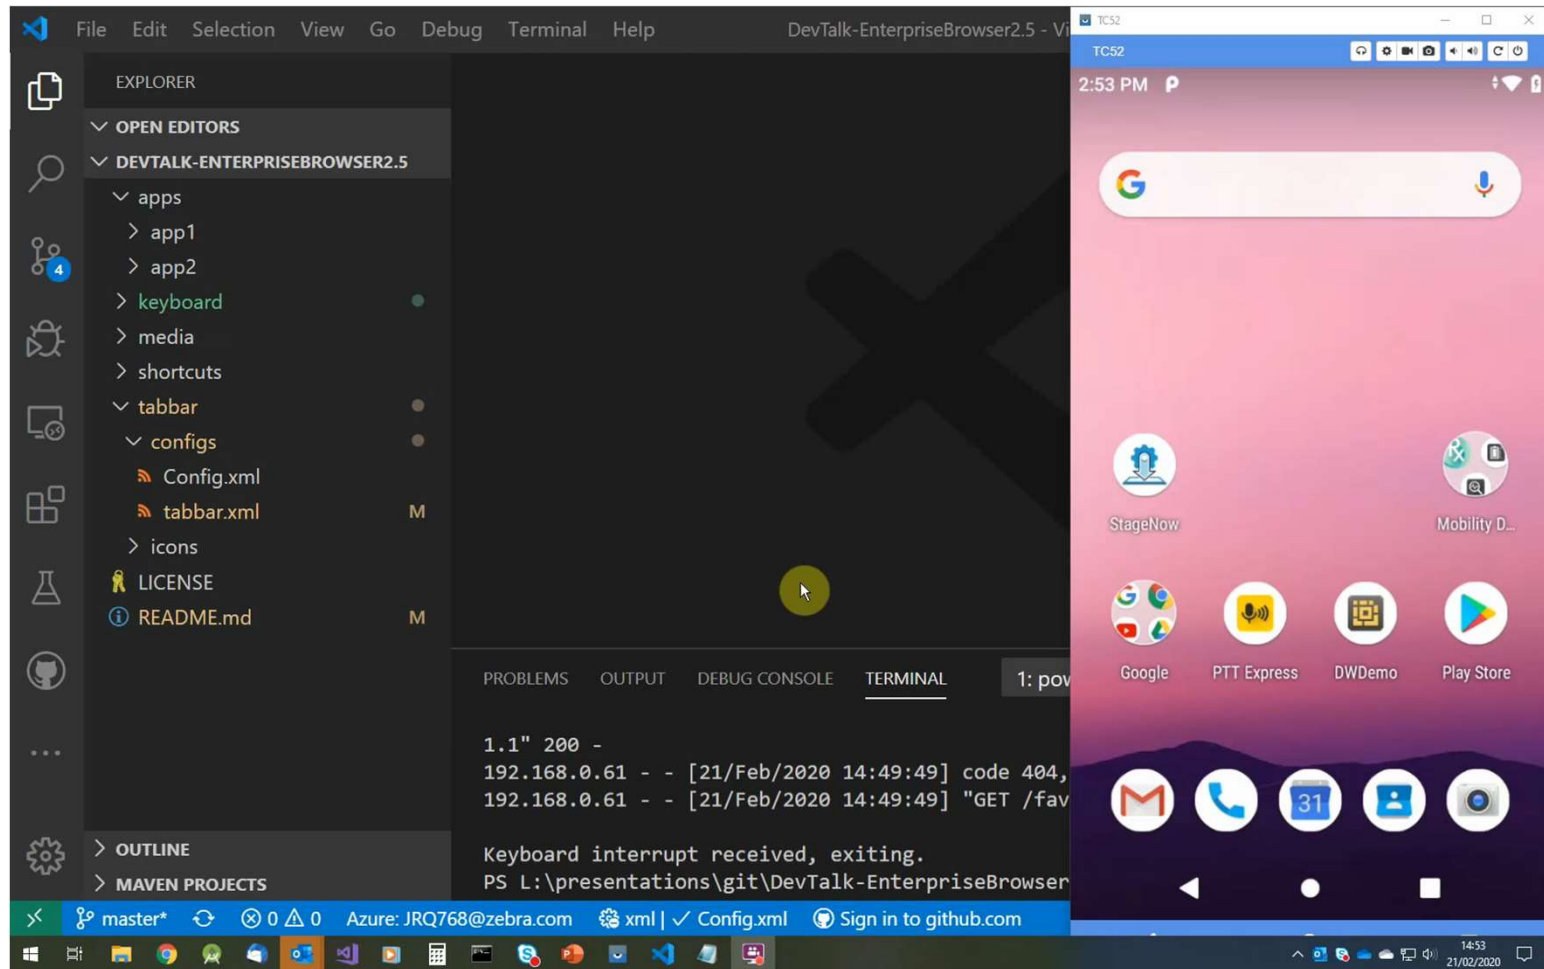 File Edit Selection View Go Debug Terminal Help DevTalk-EnterpriseBrowser2.5 - Vi
EXPLORER
OPEN EDITORS
DEVTALK-ENTERPRISEBROWSER2.5
apps
app1
app2
4
keyboard
media
shortcuts
tabbar
configs
Config.xml
tabbar.xml M
icons
LICENSE
README.md M
OUTLINE
MAVEN PROJECTS
PROBLEMS OUTPUT DEBUG CONSOLE TERMINAL 1: pow
1.1" 200 -
192.168.0.61 - - [21/Feb/2020 14:49:49] code 404,
192.168.0.61 - - [21/Feb/2020 14:49:49] "GET /fav
Keyboard interrupt received, exiting.
PS L:\presentations\git\DevTalk-EnterpriseBrowser
master* 0 0 Azure: JRQ768@zebra.com xml | Config.xml Sign in to github.com
TC52
TC52
2:53 PM
StageNow Mobility D...
Google PTT Express DWDemo Play Store
31
14:53
21/02/2020